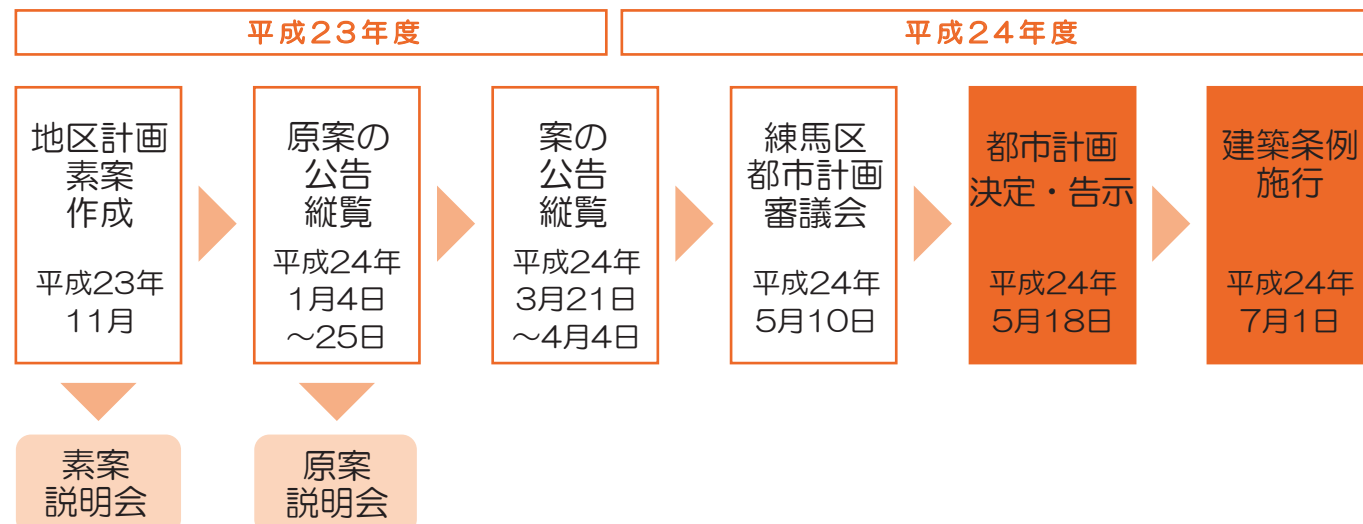 平成23年度
平成24年度
地区計画
素案
作成
平成23年
11月
原案の
公告
縦覧
平成24年
1月4日
～25日
案の
公告
縦覧
平成24年
3月21日
～4月4日
練馬区
都市計画
審議会
平成24年
5月10日
都市計画
決定・告示
平成24年
5月18日
建築条例
施行
平成24年
7月1日
素案
説明会
原案
説明会